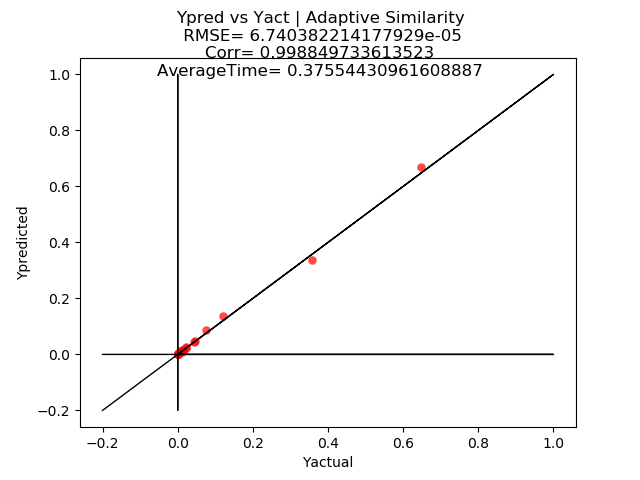 Ypred vs Yact | Adaptive Similarity
RMSE= 6.740382214177929e-05
Corr= 0.998849733613523
AverageTime= 0.37554430961608887
1.0
0.8
0.6
0.4
0.2
0.0
−0.2
Ypredicted
−0.2 0.0 0.2 0.4 0.6 0.8 1.0
Yactual